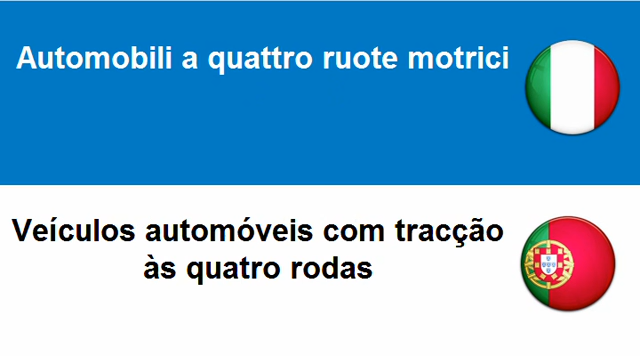 Automobili a quattro ruote motrici
Veículos automóveis com tracção
às quatro rodas